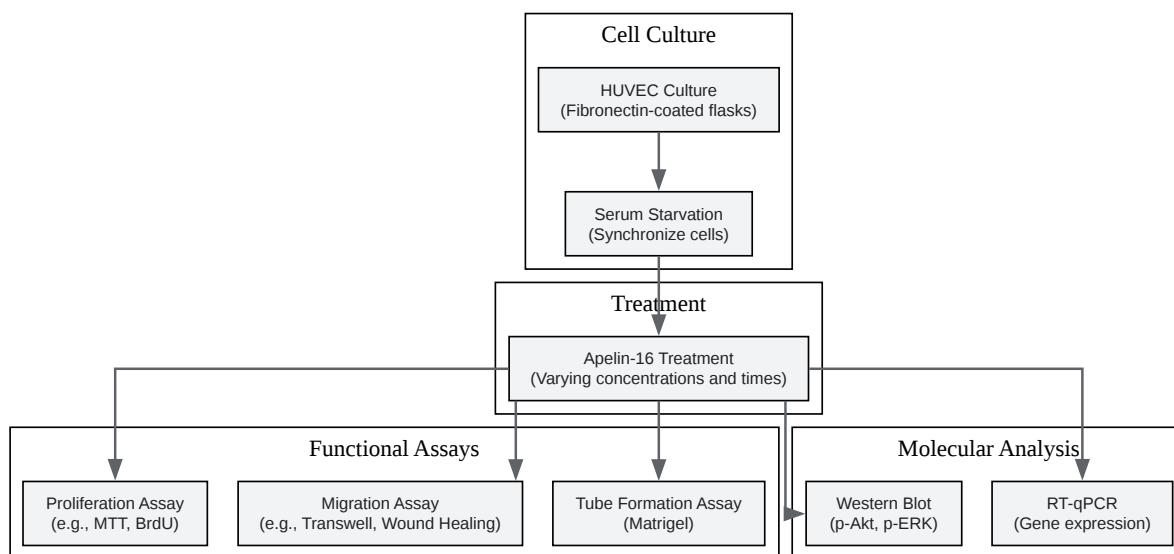 Cell Culture
HUVEC Culture
(Fibronectin-coated flasks)
Serum Starvation
(Synchronize cells)
Treatment
Apelin-16 Treatment
(Varying concentrations and times)
Functional Assays
Proliferation Assay
(e.g., MTT, BrdU)
Migration Assay
(e.g., Transwell, Wound Healing)
Tube Formation Assay
(Matrigel)
Molecular Analysis
Western Blot
(p-Akt, p-ERK)
RT-qPCR
(Gene expression)